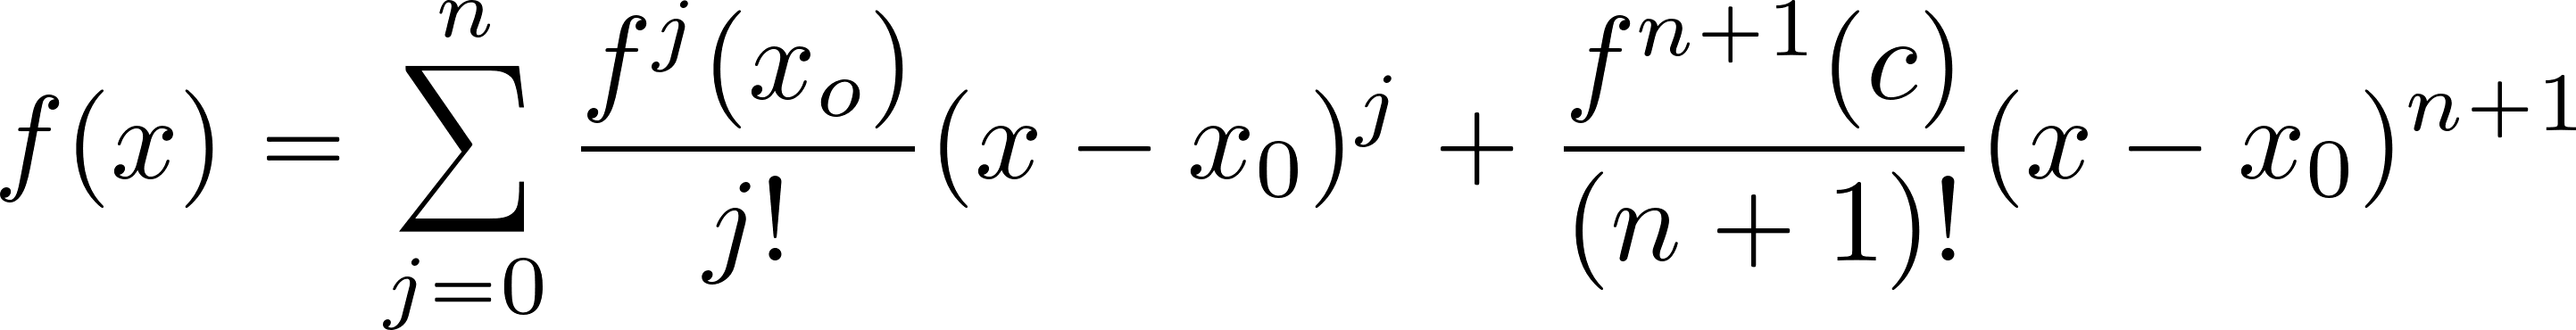 f(x) = \sum_{j=0}^{n} \frac{f^{j}(x_o)}{j!}(x - x_0)^{j} + \frac{f^{n+1}(c)}{(n+1)!}(x - x_0)^{n+1}